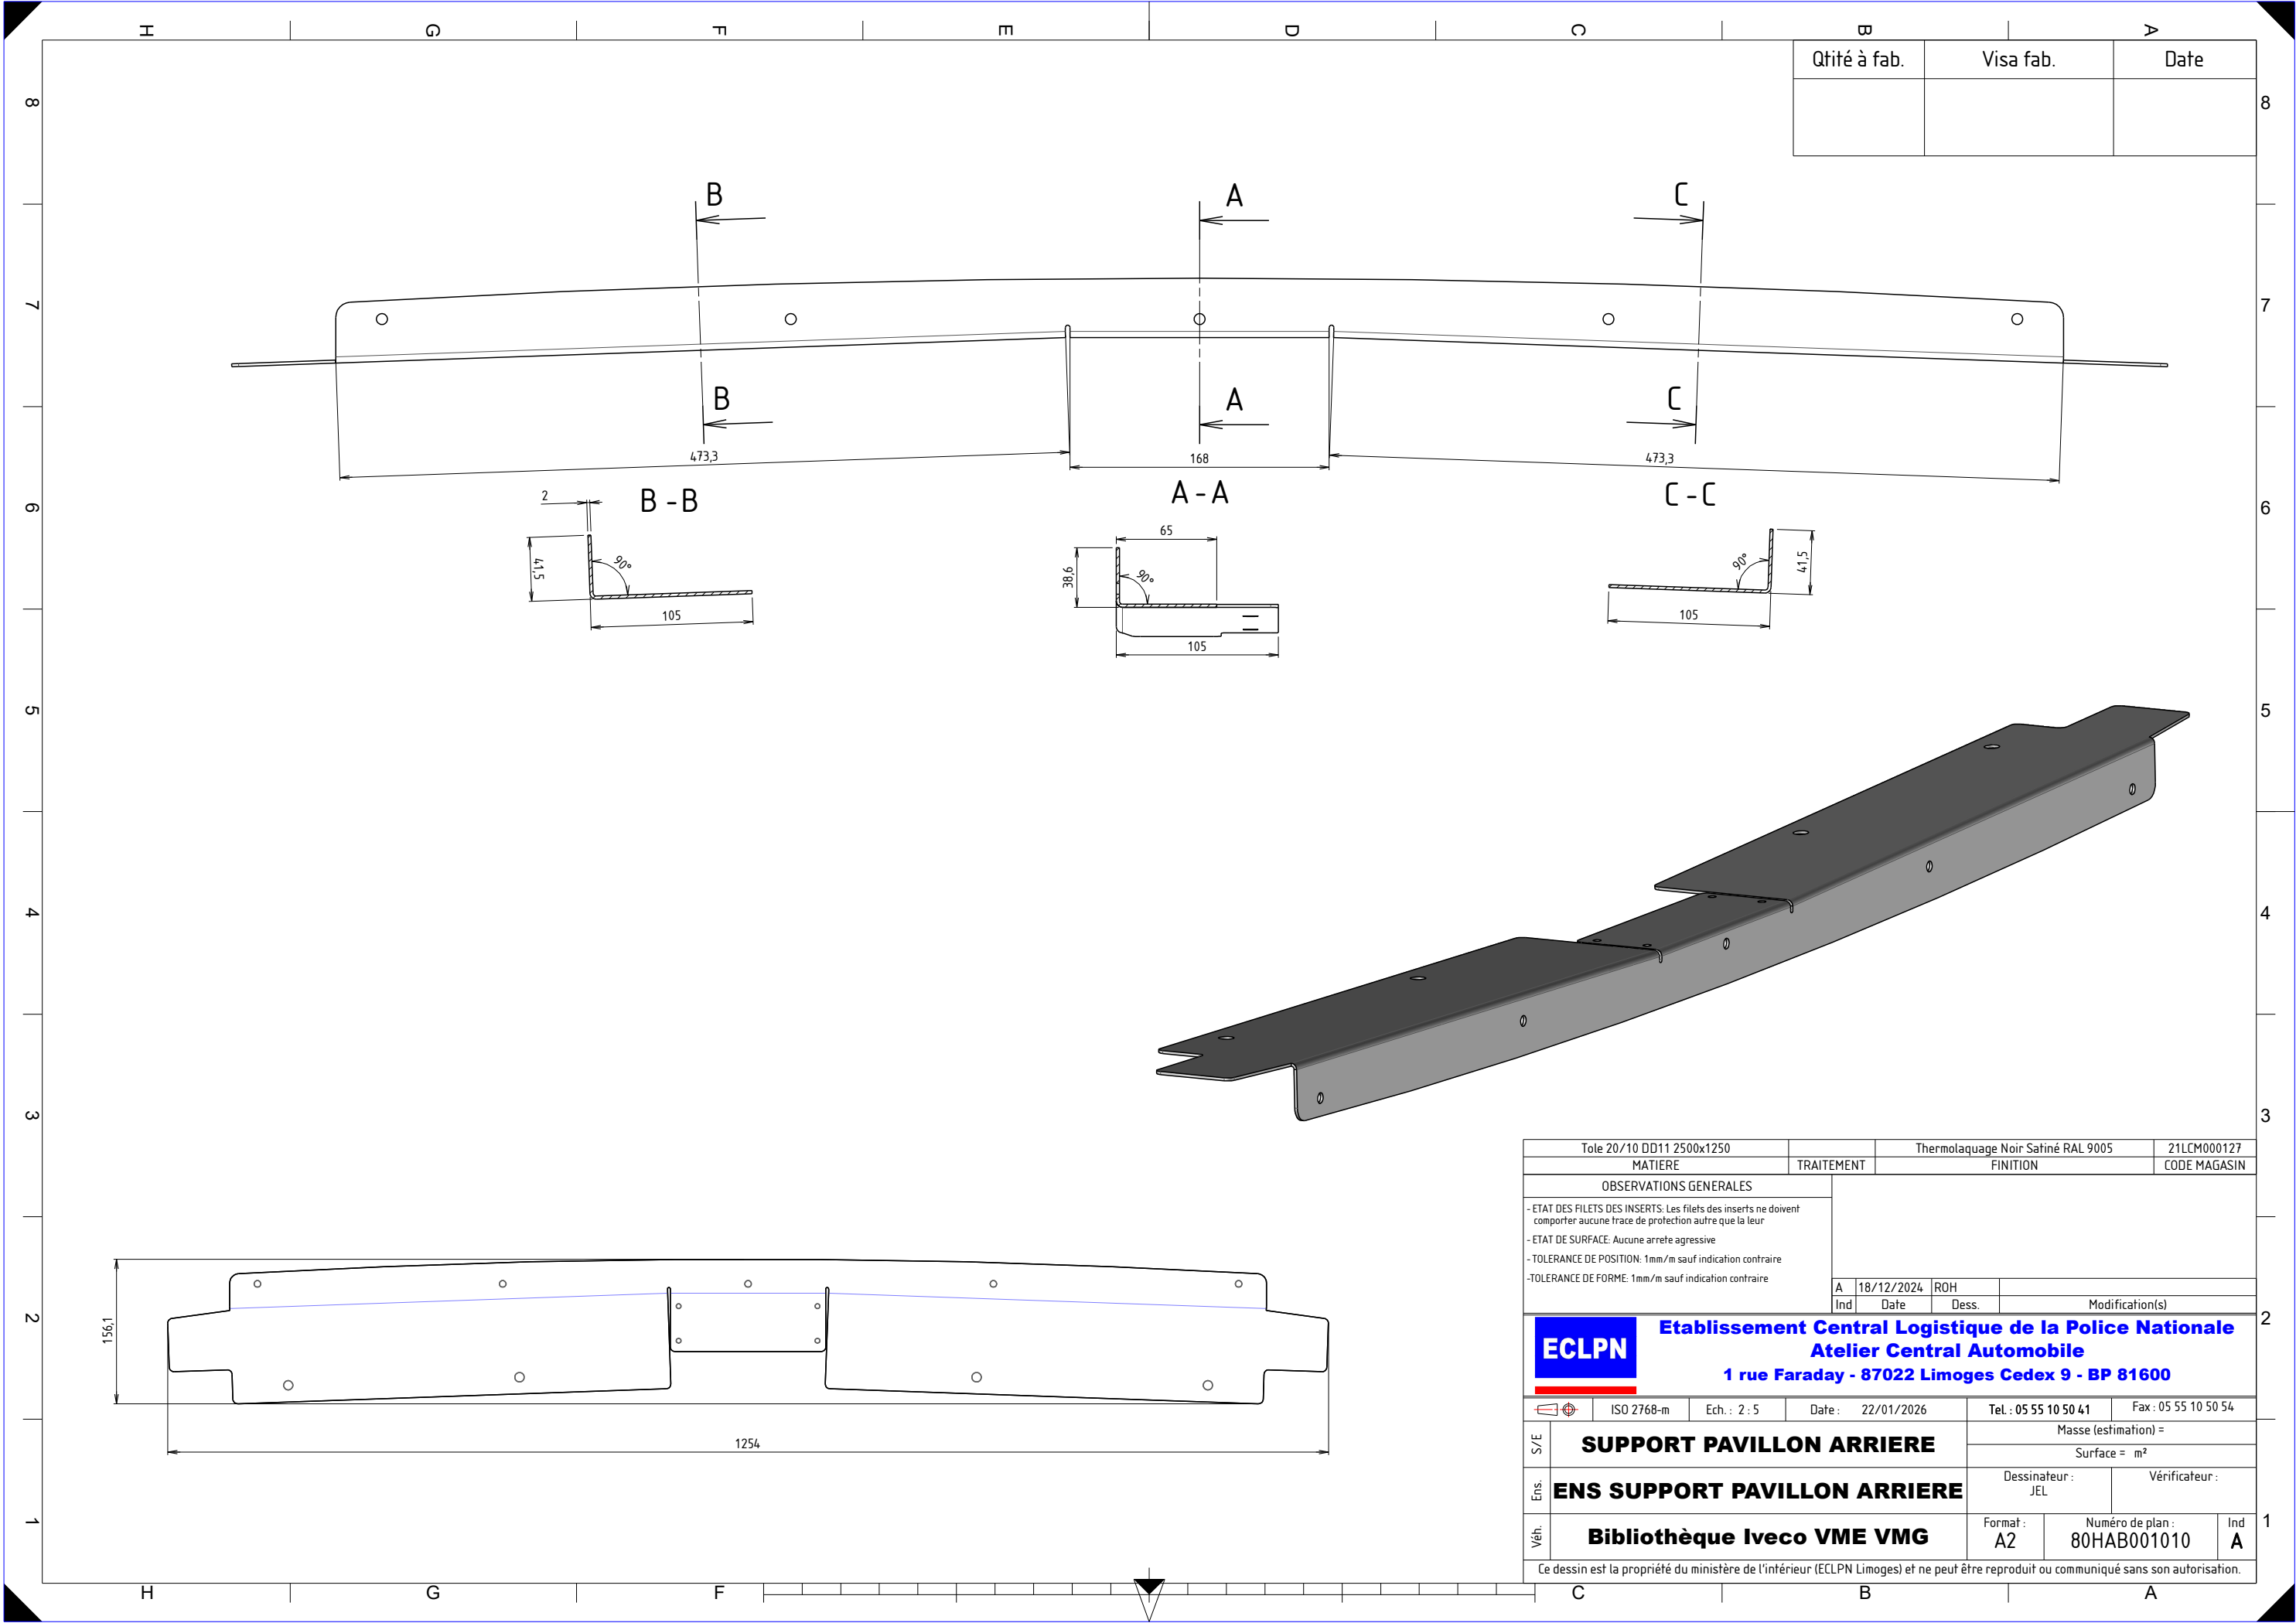 H G F E D C B A
Qtité à fab. Visa fab. Date
8 8
B A C
7 7
B A C
473,3 168 473,3
6 6
B - B A - A C - C
2
41,5 90° 105
65
38,6 90° 105
90° 41,5 105
5 5
4 4
3 3
Tole 20/10 DD11 2500x1250 Thermolaquage Noir Satiné RAL 9005 21LCM000127
MATIERE TRAITEMENT FINITION CODE MAGASIN
OBSERVATIONS GENERALES
- ETAT DES FILETS DES INSERTS: Les filets des inserts ne doivent
comporter aucune trace de protection autre que la leur
- ETAT DE SURFACE: Aucune arrete agressive
- TOLERANCE DE POSITION: 1mm/m sauf indication contraire
-TOLERANCE DE FORME: 1mm/m sauf indication contraire
A 18/12/2024 ROH
Ind Date Dess. Modification(s)
2 2
156,1
1254
ECLPN
Etablissement Central Logistique de la Police Nationale
Atelier Central Automobile
1 rue Faraday - 87022 Limoges Cedex 9 - BP 81600
ISO 2768-m Ech. : 2 : 5 Date : 22/01/2026 Tel. : 05 55 10 50 41 Fax : 05 55 10 50 54
S/E SUPPORT PAVILLON ARRIERE Masse (estimation) =
Surface = m²
Ens. ENS SUPPORT PAVILLON ARRIERE Dessinateur : JEL Vérificateur :
Véh. Bibliothèque Iveco VME VMG Format : A2 Numéro de plan : 80HAB001010 Ind A
1 1
Ce dessin est la propriété du ministère de l'intérieur (ECLPN Limoges) et ne peut être reproduit ou communiqué sans son autorisation.
H G F C B A